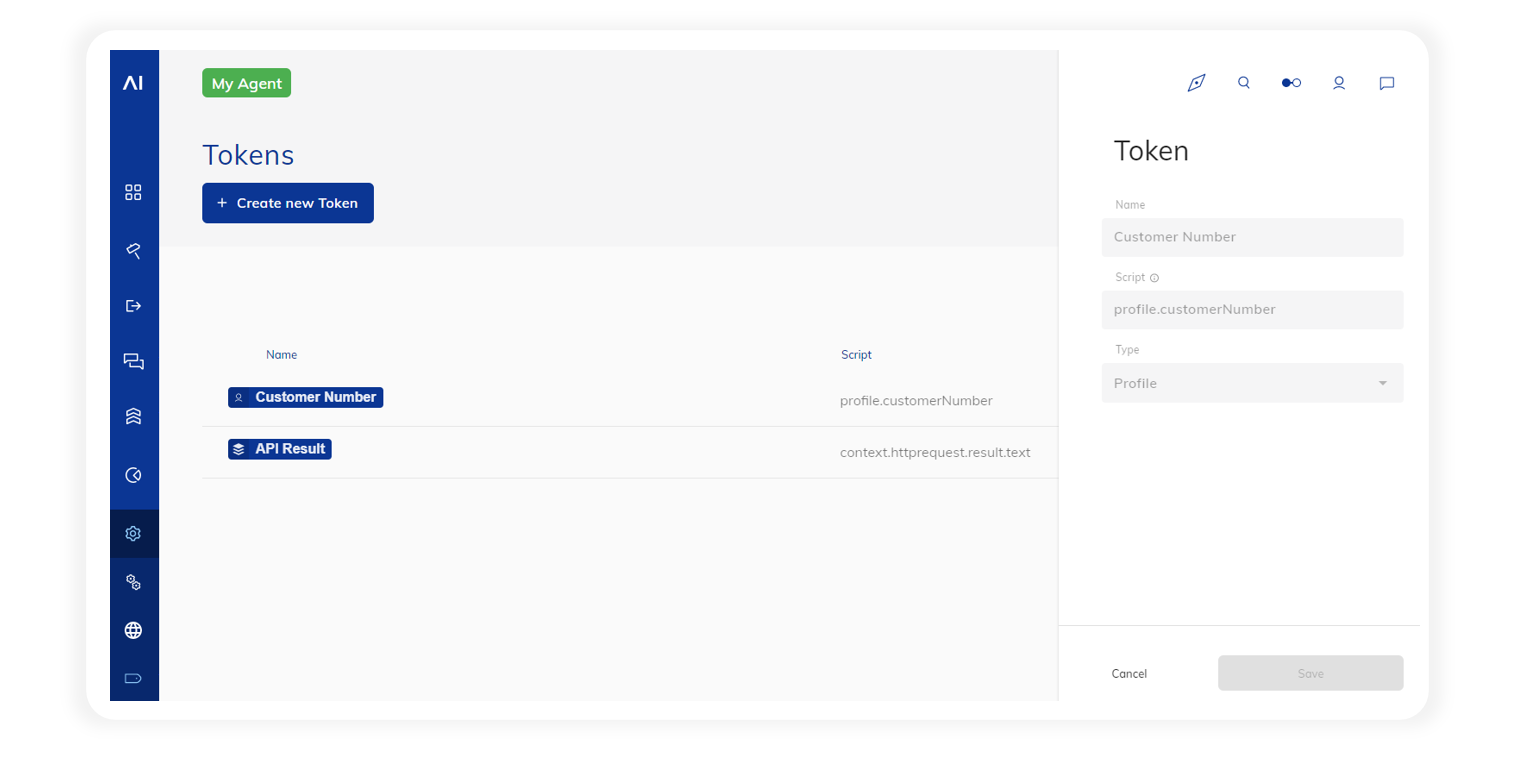 AI
My Agent
Tokens
+ Create new Token
Name Script
Customer Number profile.customerNumber
API Result context.httprequest.result.text
Token
Name
Customer Number
Script
profile.customerNumber
Type
Profile
Cancel Save